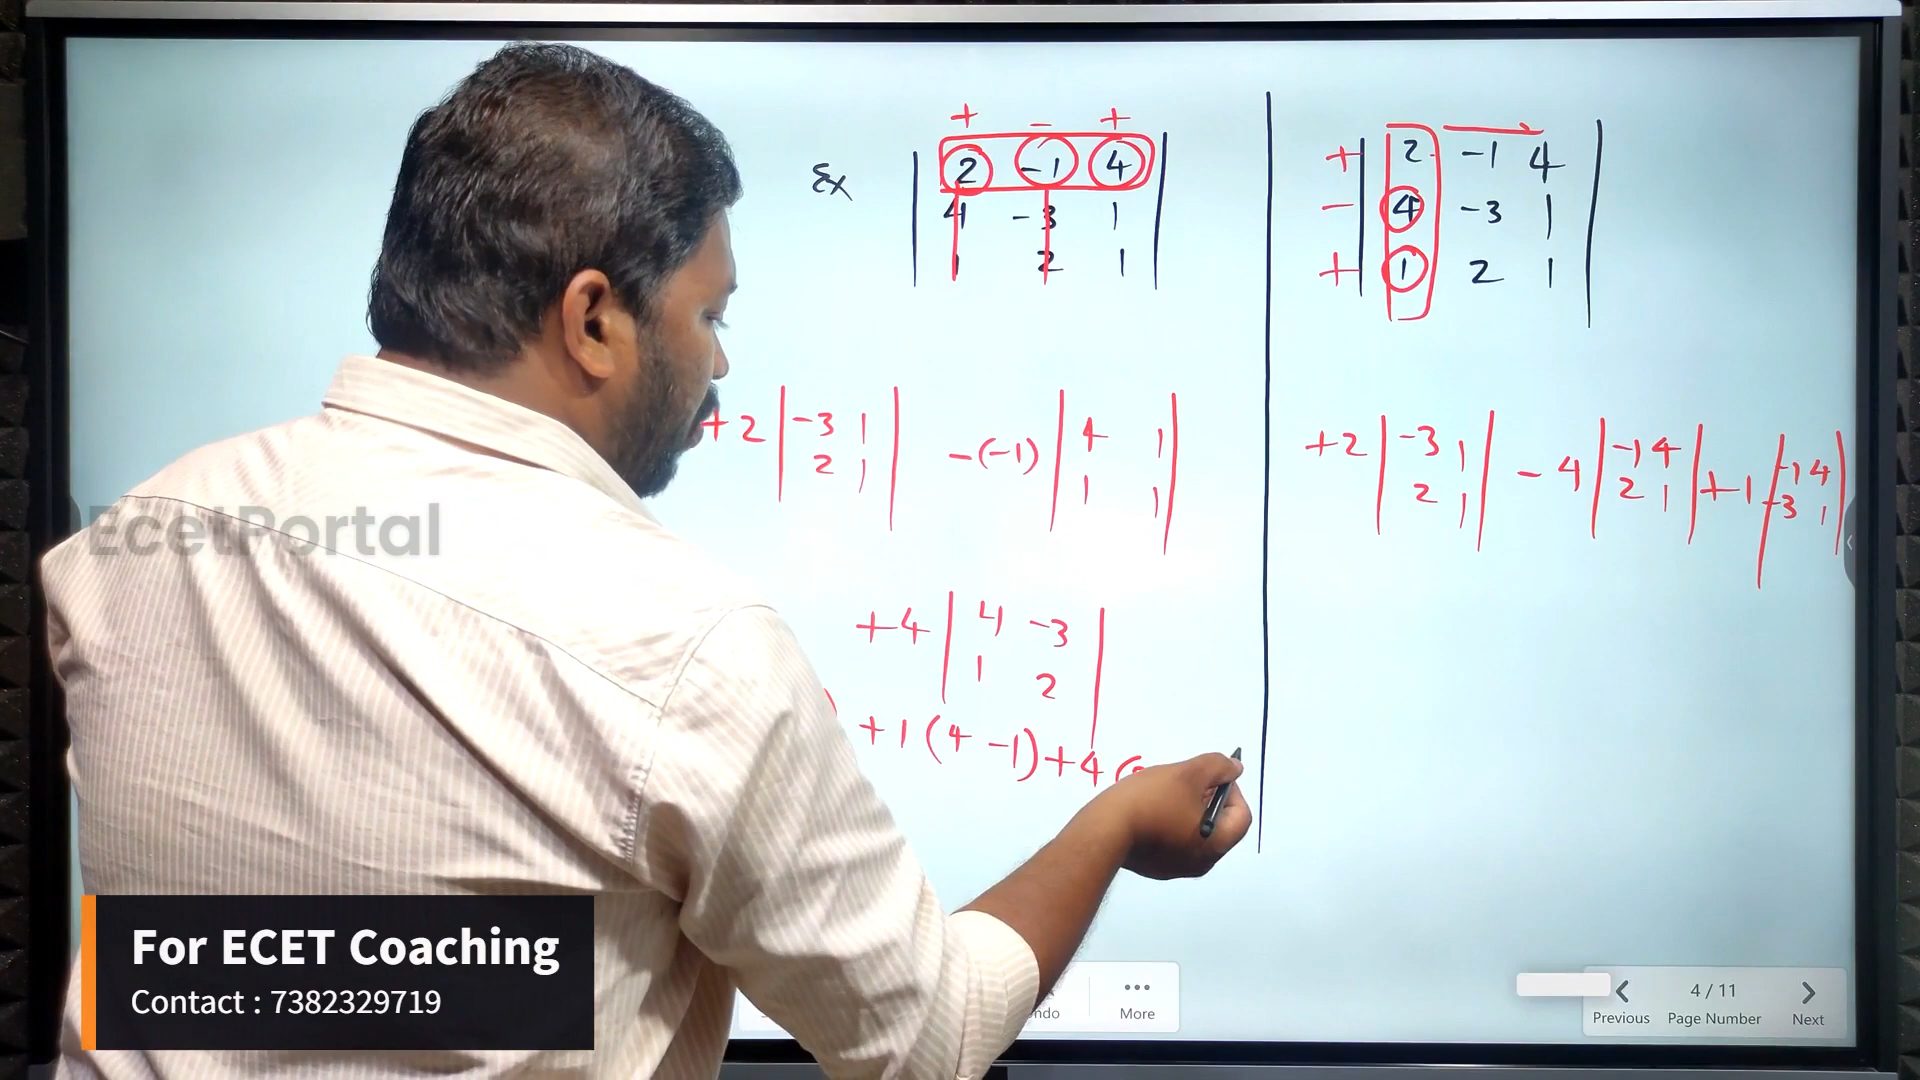 + - +
Ex | 2 -1 4 |
4 -3 1
1 2 1
+ | 2 -1 4 |
- 4 -3 1
+ 1 2 1
+2 | -3 1 | -(-1) | 4 1 |
2 1 1 1
+4 | 4 -3 |
1 2
+1 (4 -1) +4 (
+2 | -3 1 | - 4 | -1 4 | +1 | -1 4 |
2 1 2 1 -3 1
EcetPortal
For ECET Coaching
Contact : 7382329719
More
4 / 11
Previous Page Number Next